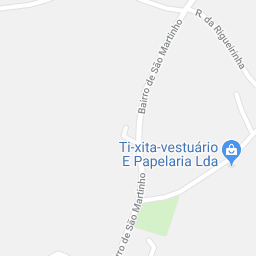 R. da Rigueirinha
Bairro de São Martinho
Ti-xita-vestuário
E Papelaria Lda
rro de São Martinho